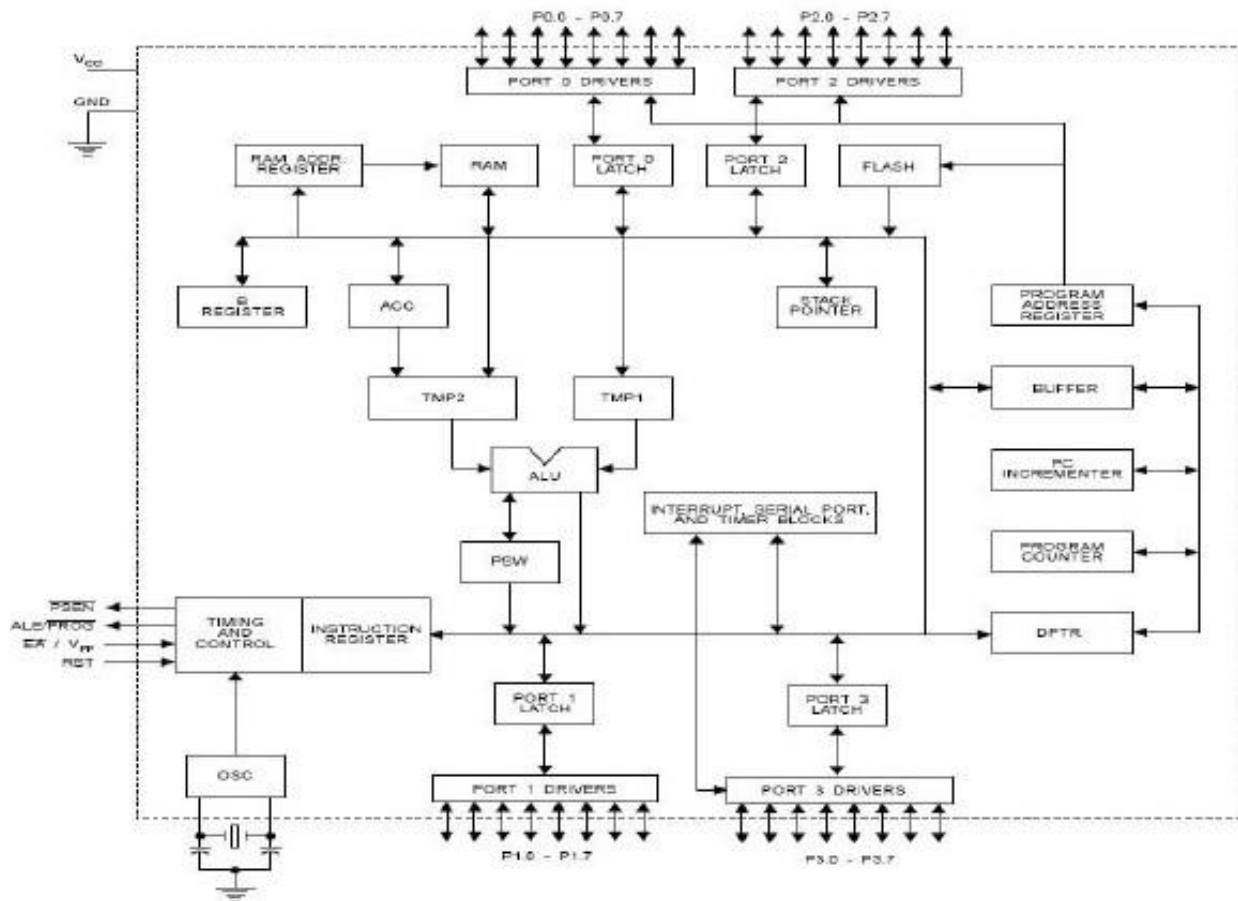 P0.0 - P0.7
P2.0 - P2.7
VCC
PORT 0 DRIVERS
PORT 2 DRIVERS
GND
RAM ADDR.
REGISTER
RAM
PORT 0
LATCH
PORT 2
LATCH
FLASH
B
REGISTER
ACC
STACK
POINTER
PROGRAM
ADDRESS
REGISTER
TMP2
TMP1
BUFFER
ALU
PC
INCREMENTER
INTERRUPT, SERIAL PORT,
AND TIMER BLOCKS
PSW
PROGRAM
COUNTER
PSEN
ALE/PROG
EA / VPP
RST
TIMING
AND
CONTROL
INSTRUCTION
REGISTER
DPTR
PORT 1
LATCH
PORT 3
LATCH
OSC
PORT 1 DRIVERS
PORT 3 DRIVERS
P1.0 - P1.7
P3.0 - P3.7